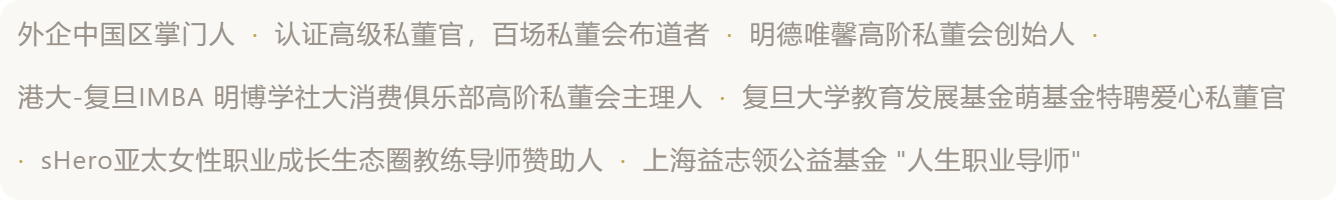 外企中国区掌门人 · 认证高级私董官，百场私董会布道者 · 明德唯馨高阶私董会创始人 ·
港大-复旦IMBA 明博学社大消费俱乐部高阶私董会主理人 · 复旦大学教育发展基金萌基金特聘爱心私董官
· sHero亚太女性职业成长生态圈教练导师赞助人 · 上海益志领公益基金 "人生职业导师"